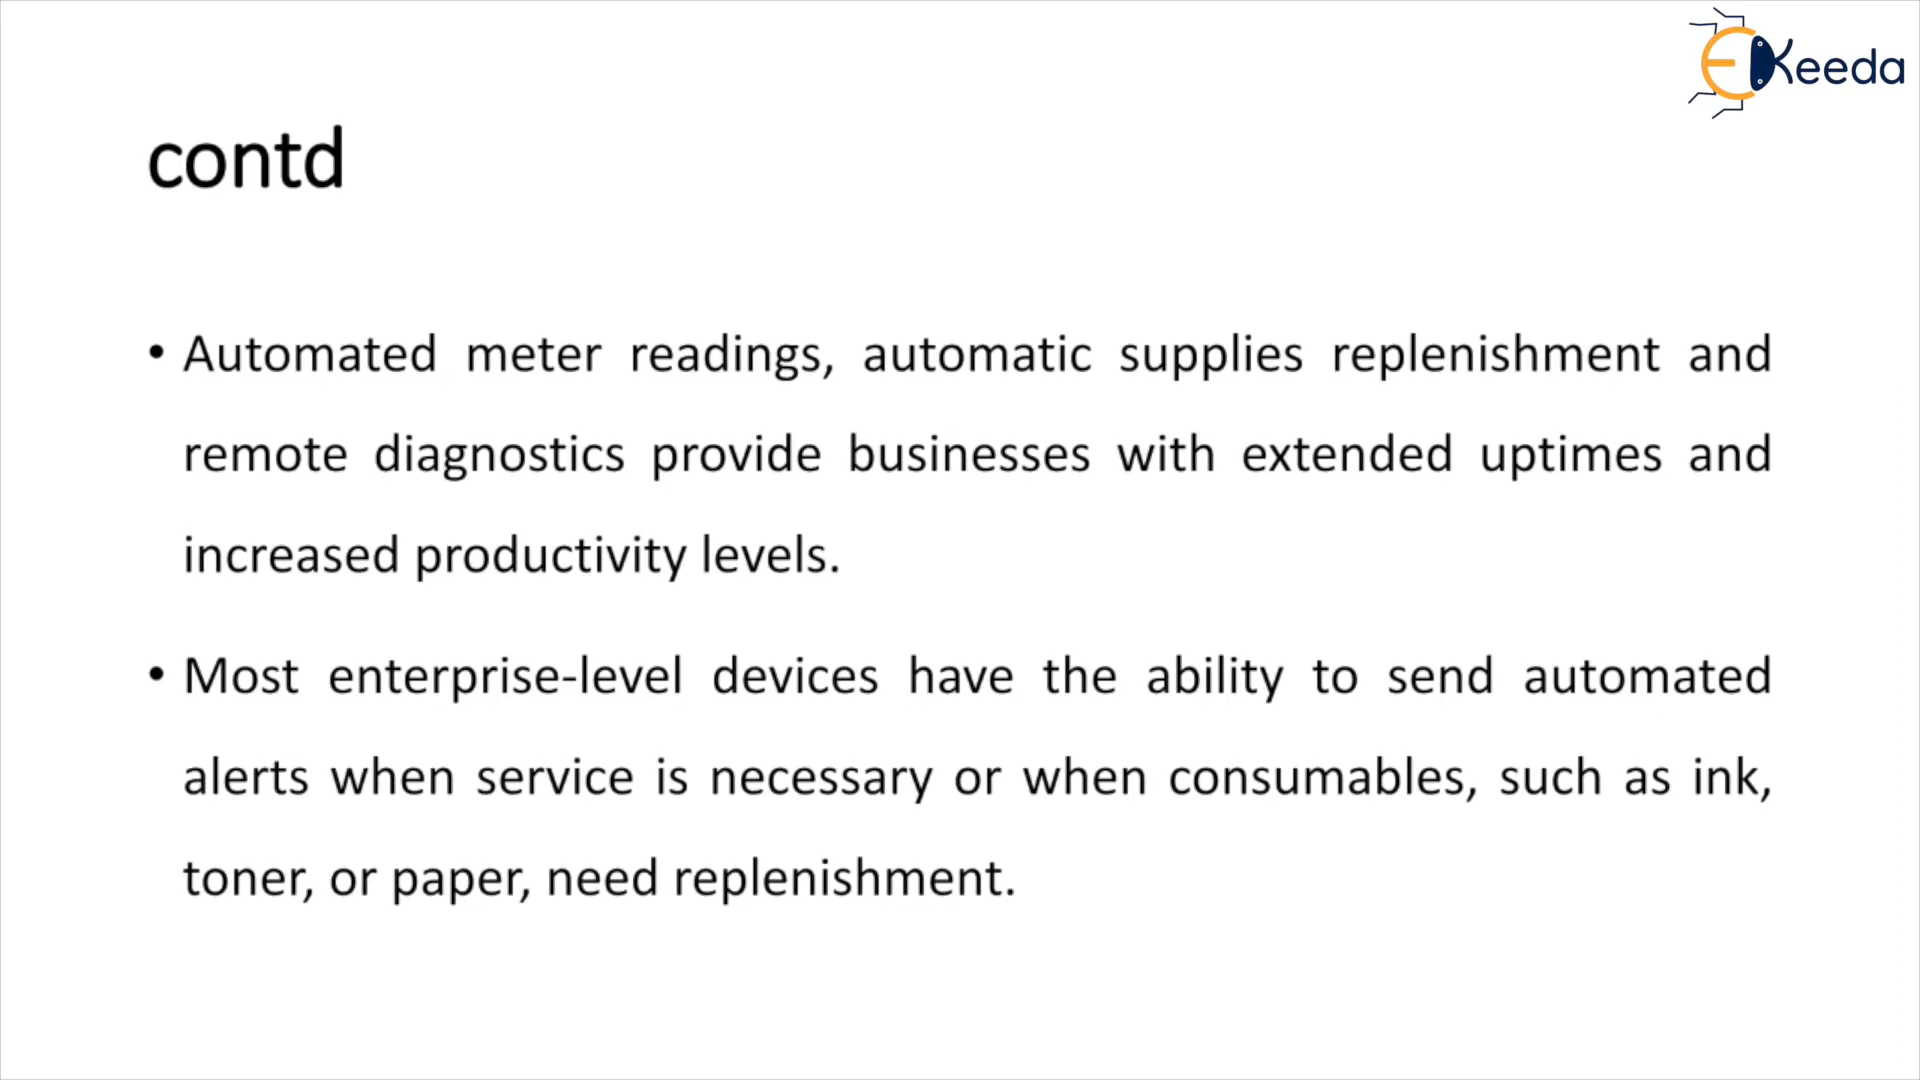 EKeeda
contd
• Automated meter readings, automatic supplies replenishment and
remote diagnostics provide businesses with extended uptimes and
increased productivity levels.
• Most enterprise-level devices have the ability to send automated
alerts when service is necessary or when consumables, such as ink,
toner, or paper, need replenishment.